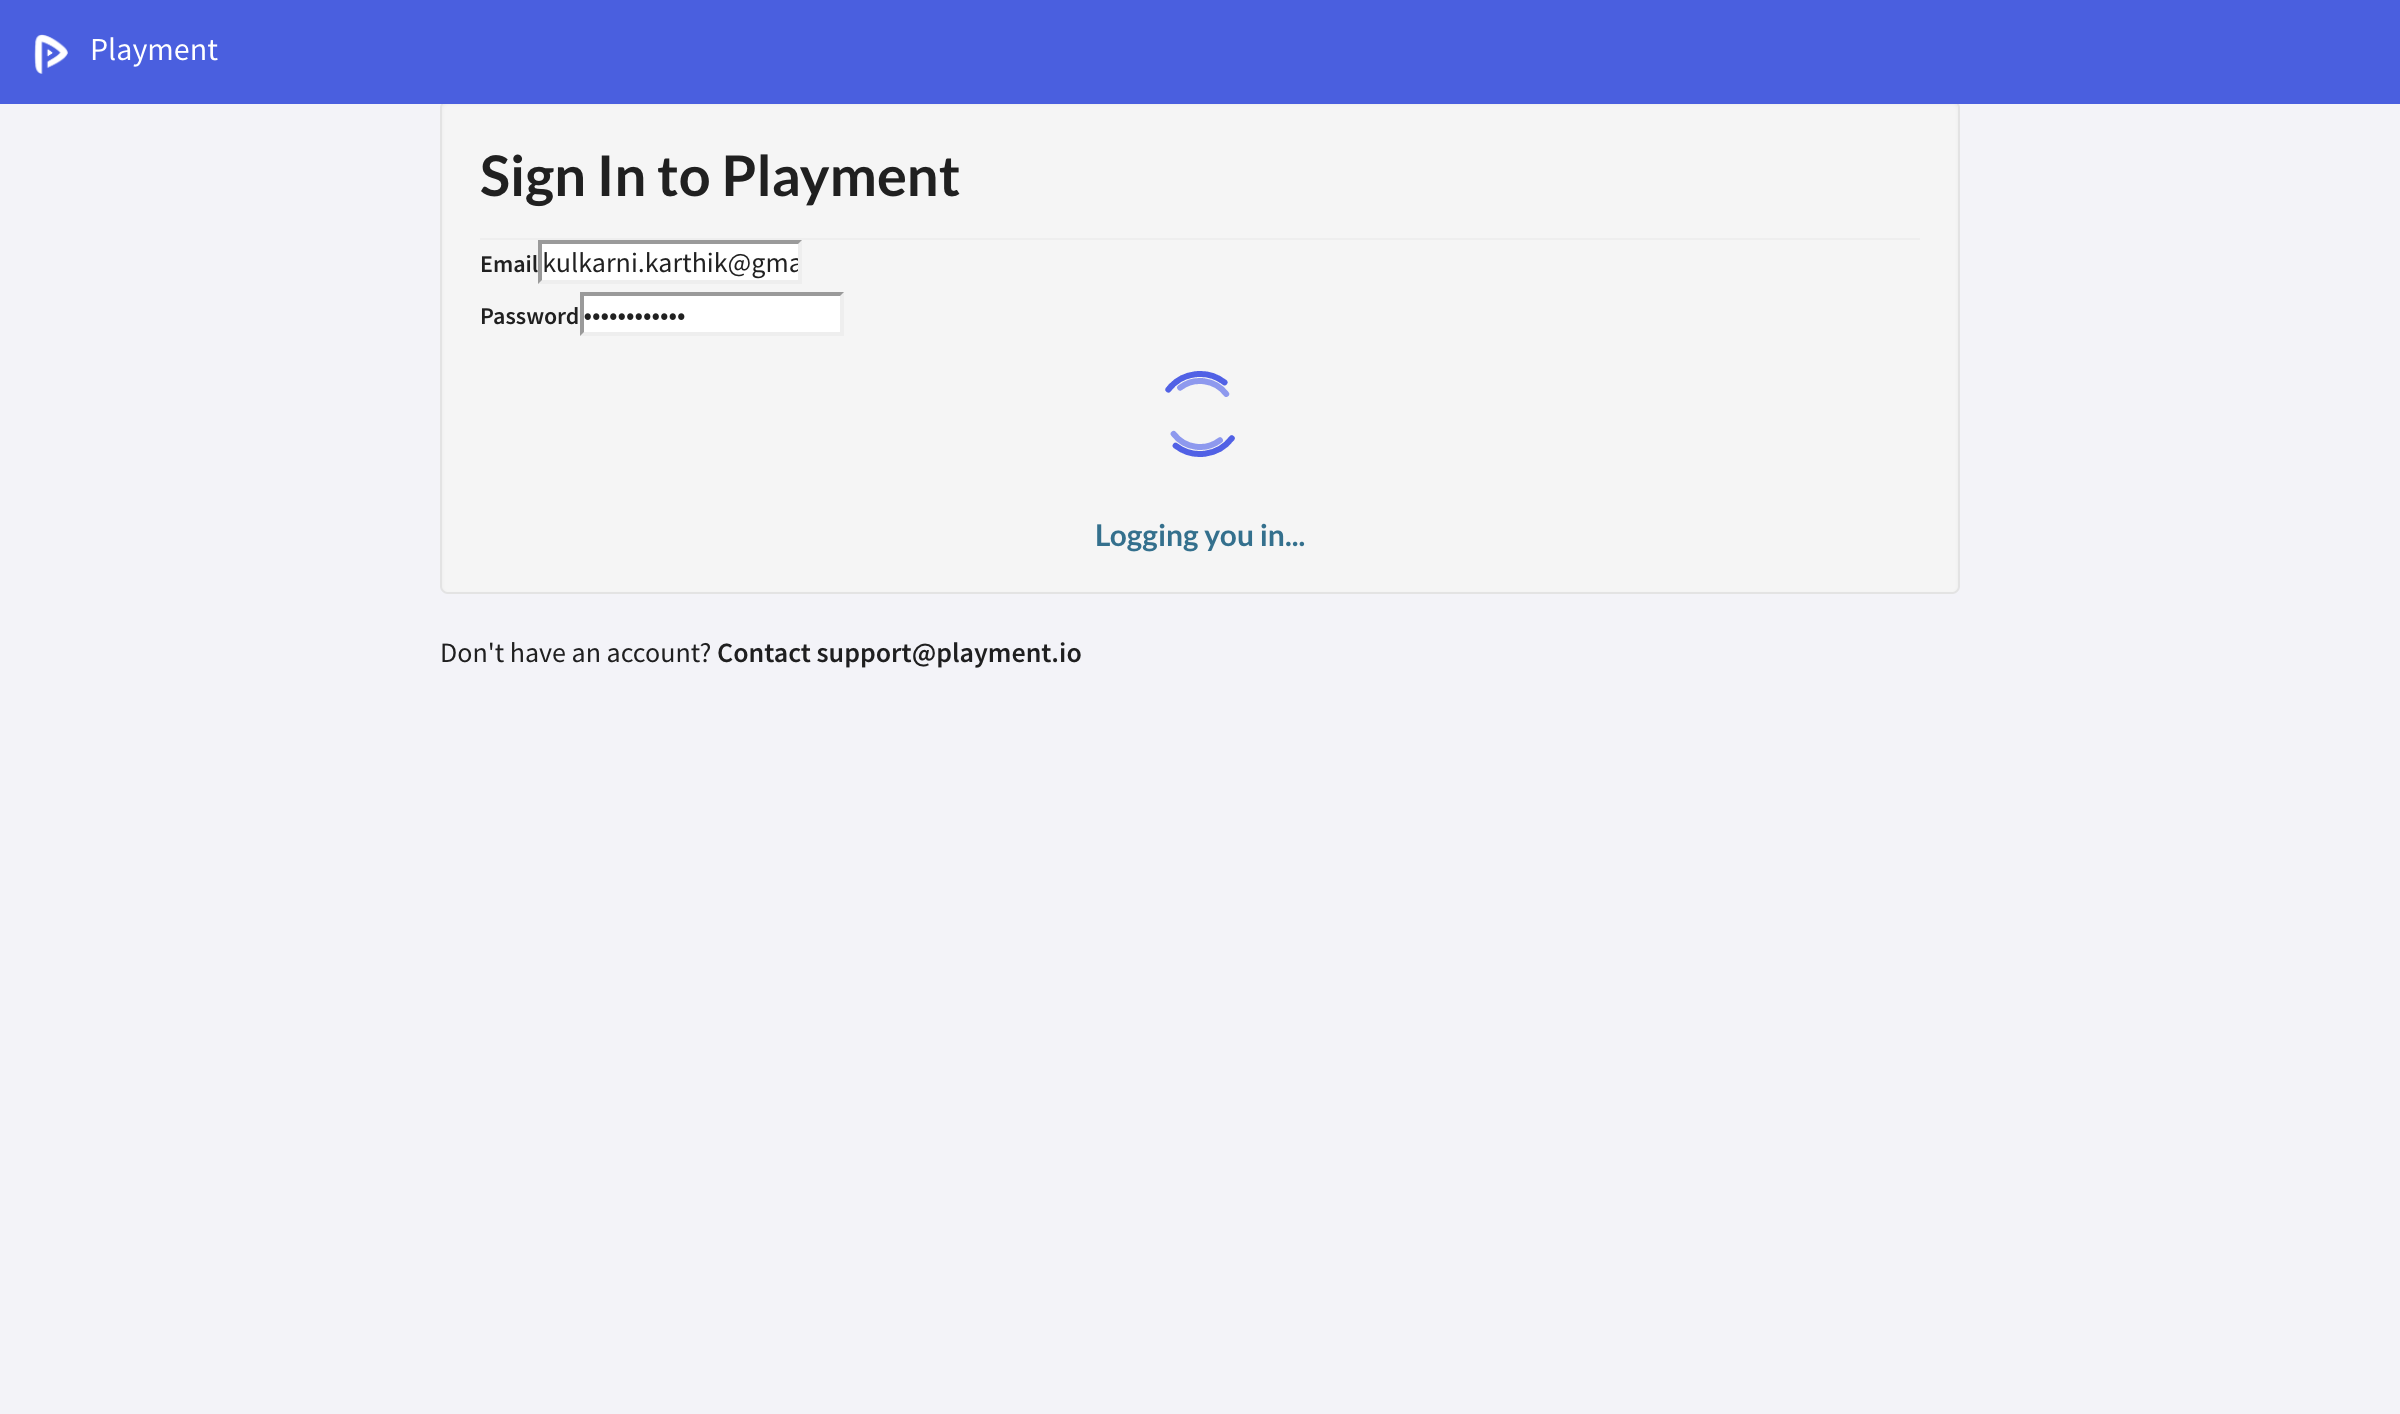 Playment
Sign In to Playment
Email kulkarni.karthik@gma
Password ••••••••••••
Logging you in...
Don't have an account? Contact support@playment.io